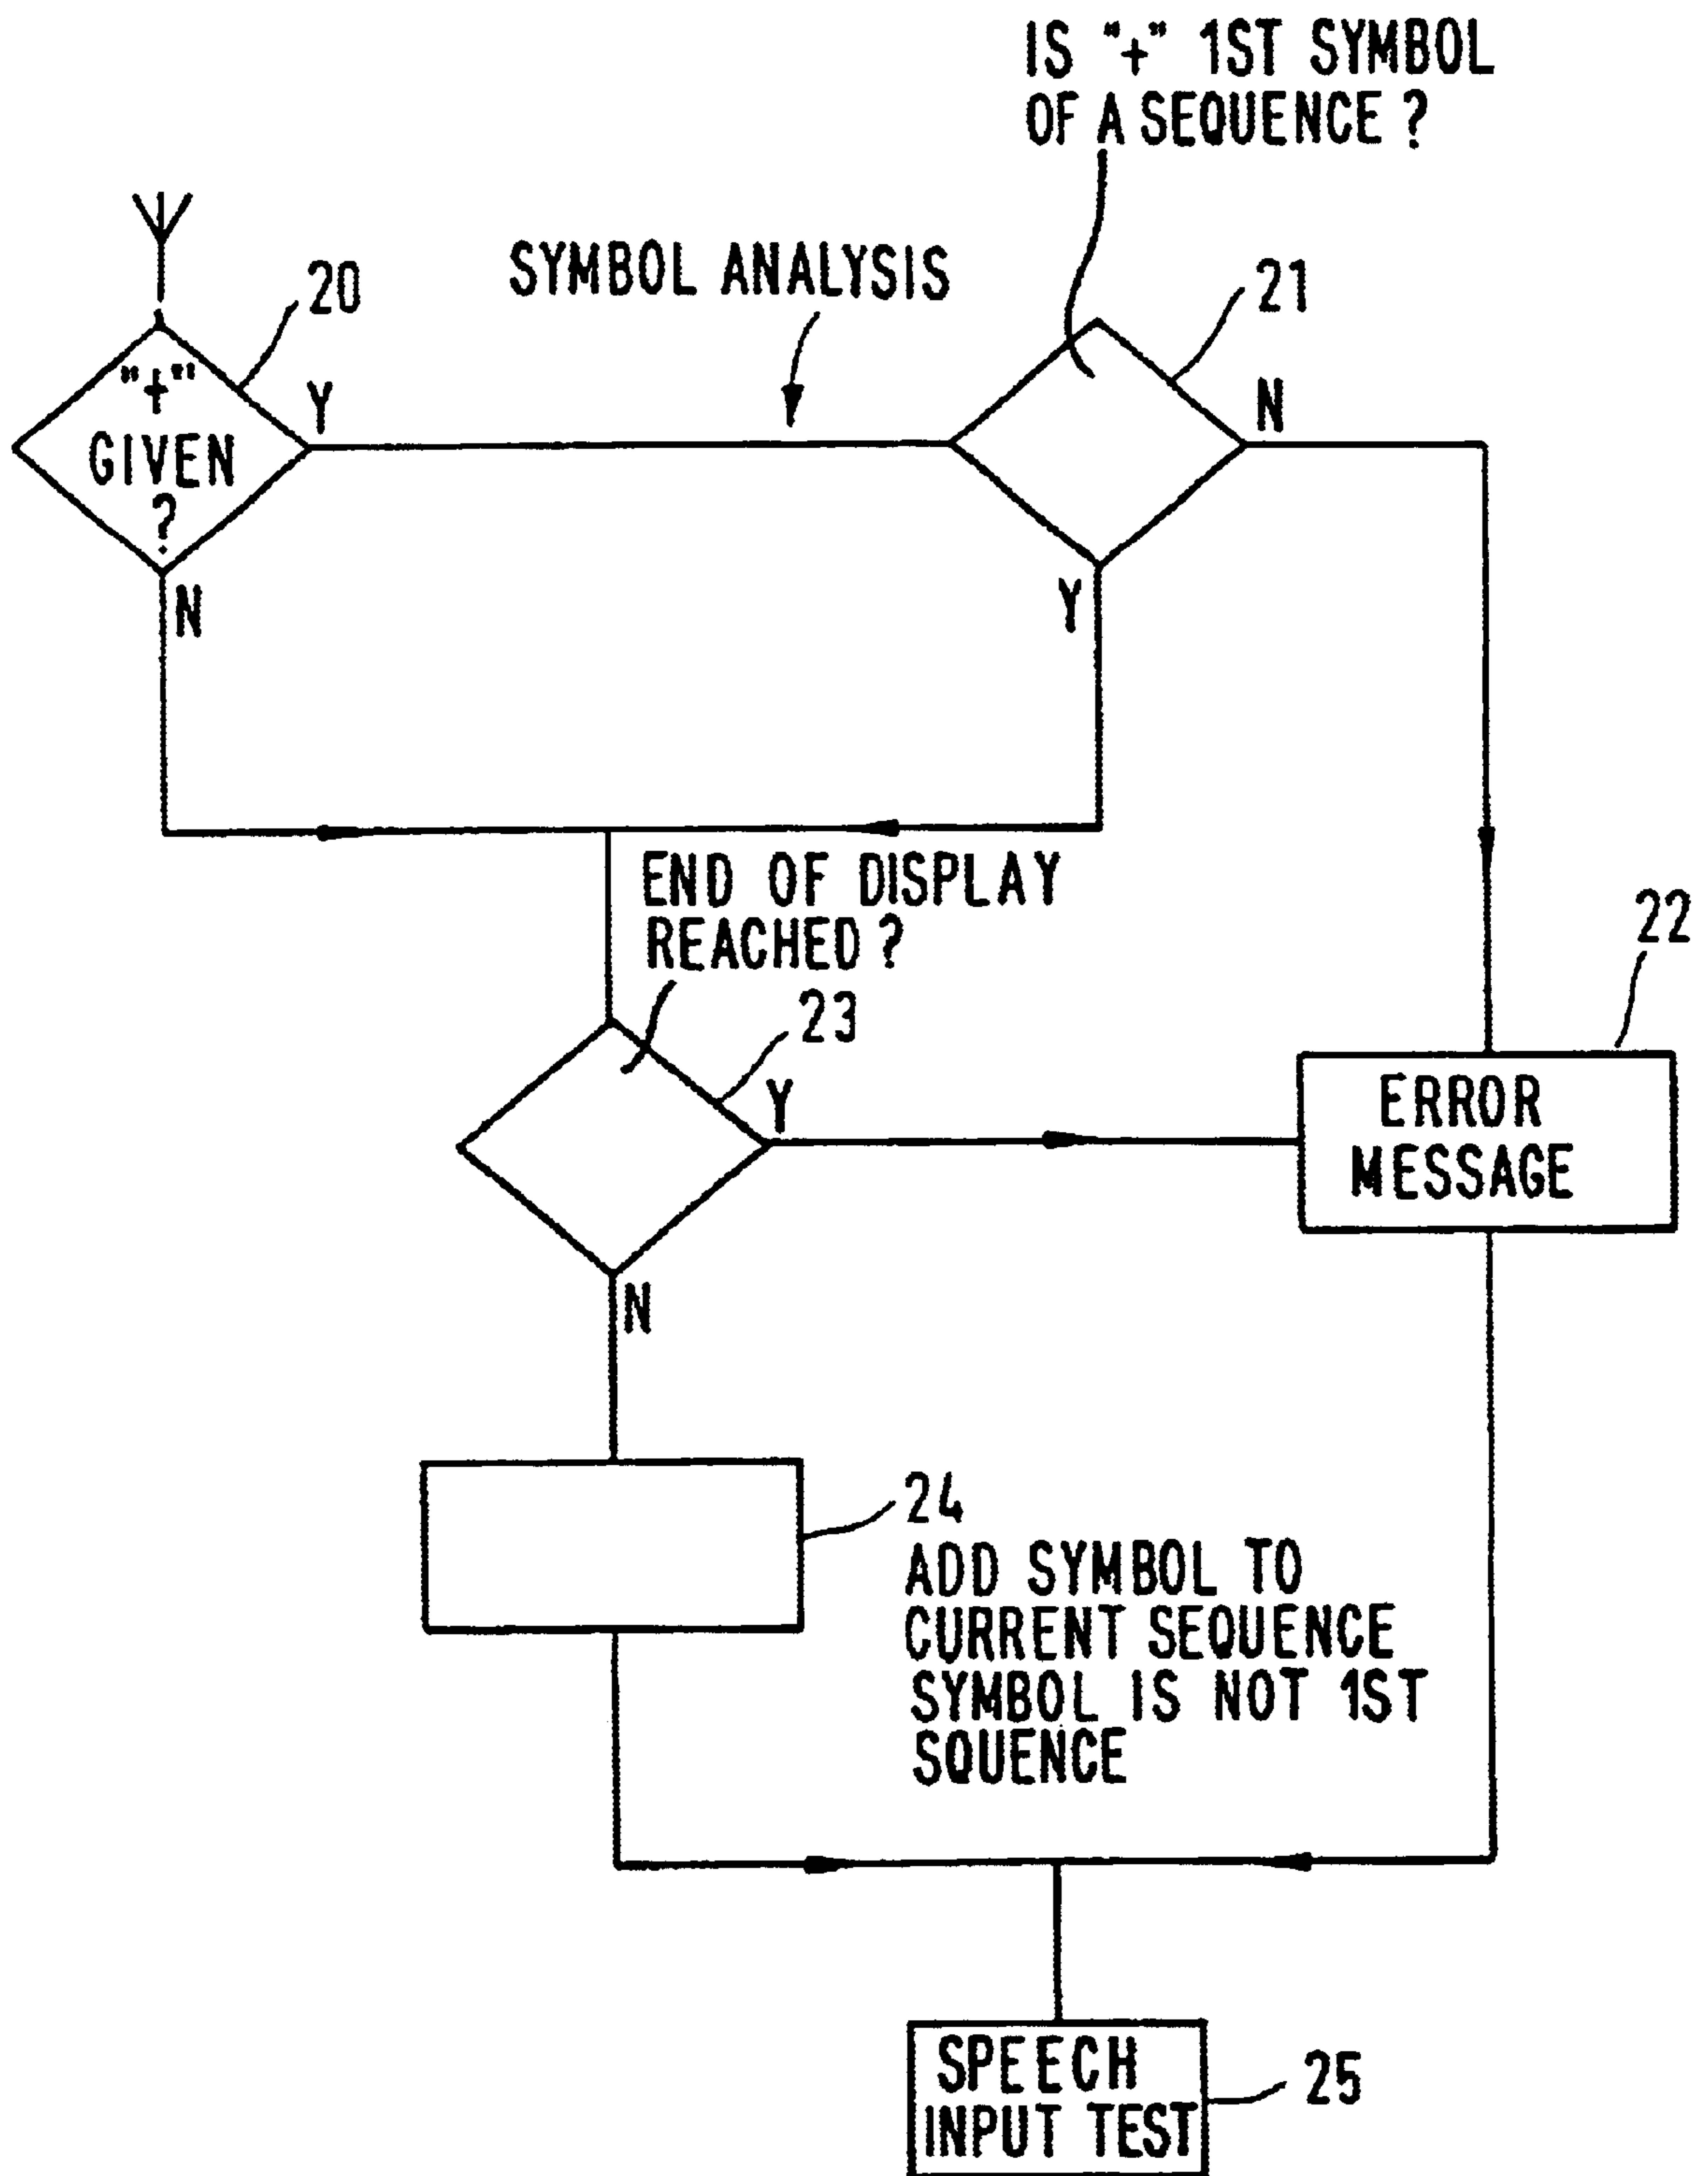 IS "+" 1ST SYMBOL
OF A SEQUENCE ?
SYMBOL ANALYSIS
20
21
"+"
GIVEN
?
Y
N
N
Y
END OF DISPLAY
REACHED ?
23
Y
N
22
ERROR
MESSAGE
24
ADD SYMBOL TO
CURRENT SEQUENCE
SYMBOL IS NOT 1ST
SQUENCE
SPEECH
INPUT TEST
25